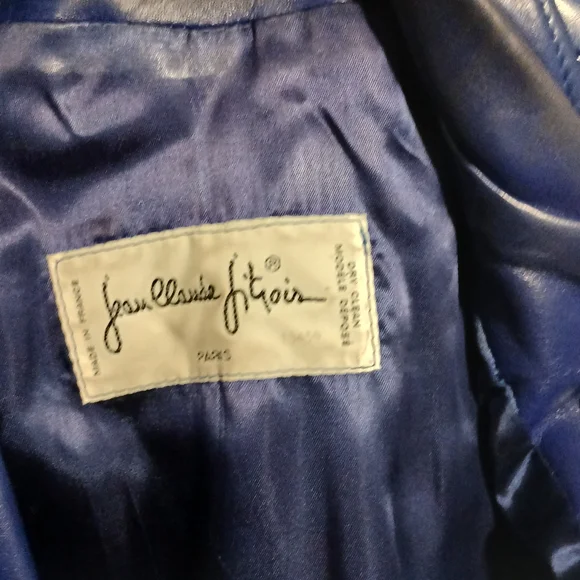 Jean Claude Jitrois ®
PARIS
MADE IN FRANCE
DRY CLEAN
MODÈLE DÉPOSÉ